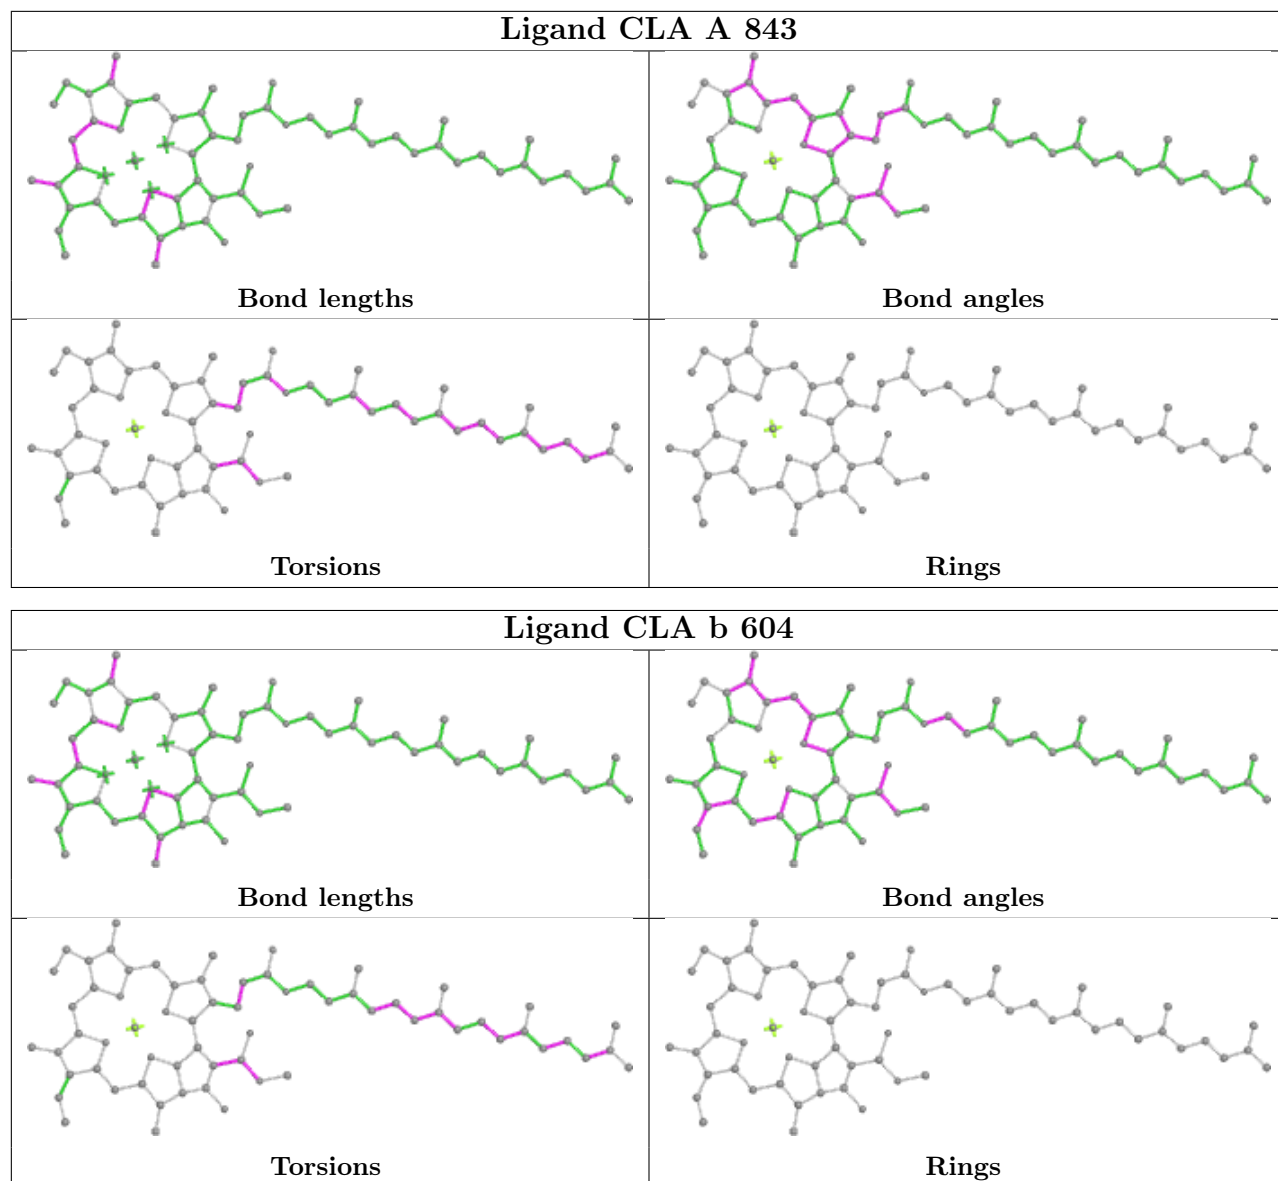 Ligand CLA A 843
Bond lengths
Bond angles
Torsions
Rings
Ligand CLA b 604
Bond lengths
Bond angles
Torsions
Rings